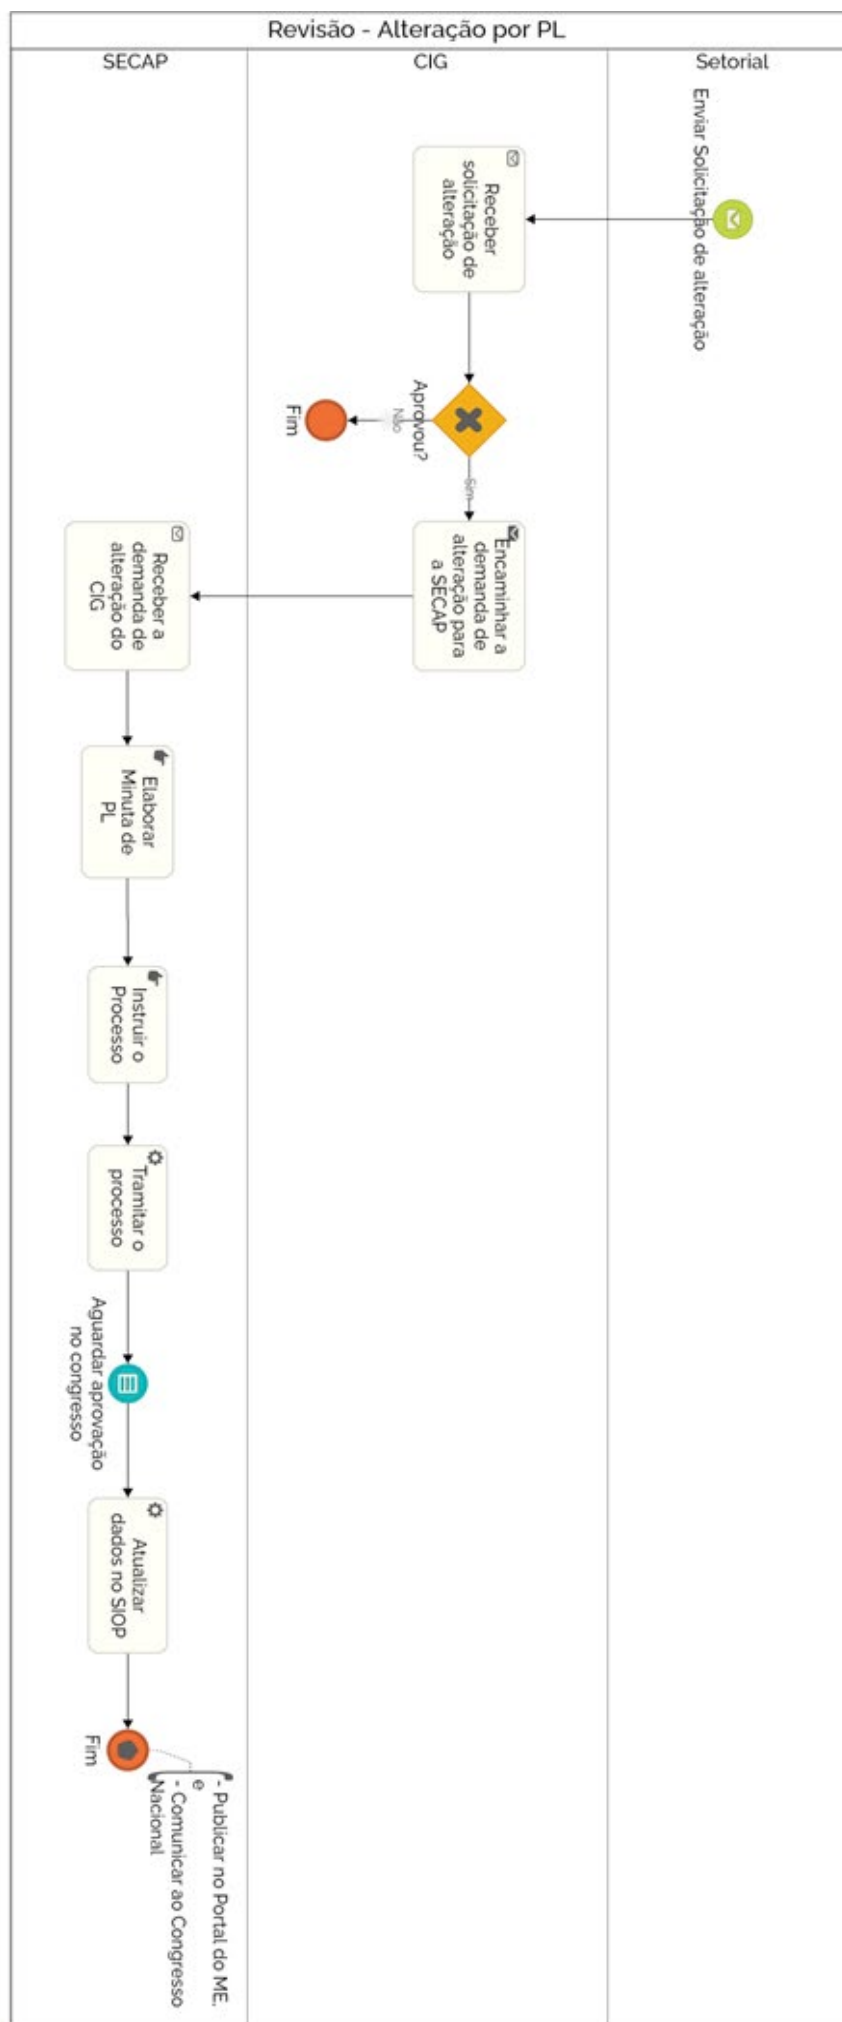 Revisão - Alteração por PL
SECAP
CIG
Setorial
Enviar Solicitação de alteração
Receber
solicitação de
alteração
Aprovou?
Não
Fim
Sim
Encaminhar a
demanda de
alteração para
a SECAP
Receber a
demanda de
alteração do
CIG
Elaborar
Minuta de
PL
Instruir o
Processo
Tramitar o
processo
Aguardar aprovação
no congresso
Atualizar
dados no SIOP
Fim
- Publicar no Portal do ME,
e
- Comunicar ao Congresso
Nacional